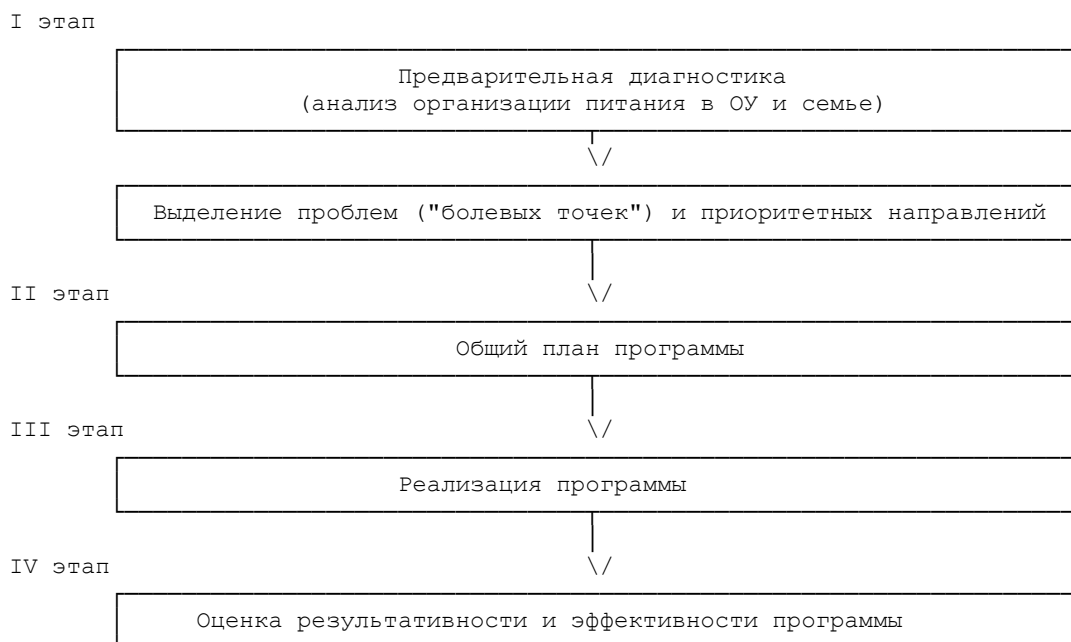 I этап
Предварительная диагностика
(анализ организации питания в ОУ и семье)
Выделение проблем ("болевых точек") и приоритетных направлений
II этап
Общий план программы
III этап
Реализация программы
IV этап
Оценка результативности и эффективности программы